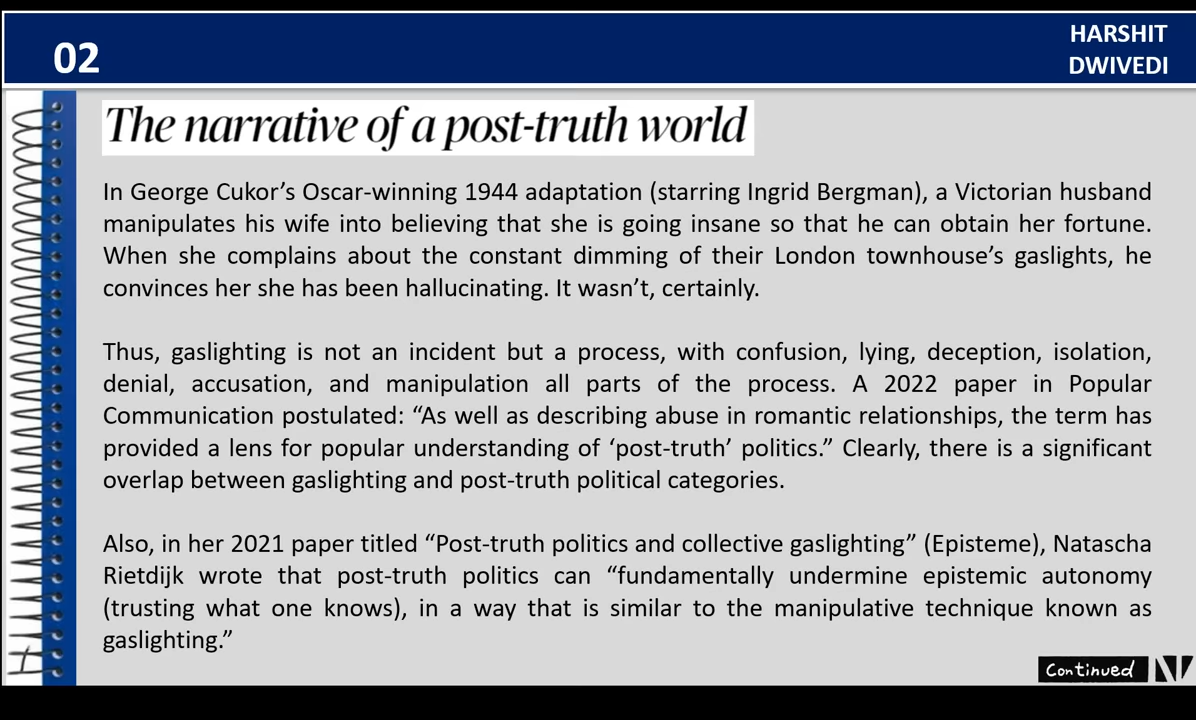 02
HARSHIT
DWIVEDI
The narrative of a post-truth world
In George Cukor’s Oscar-winning 1944 adaptation (starring Ingrid Bergman), a Victorian husband
manipulates his wife into believing that she is going insane so that he can obtain her fortune.
When she complains about the constant dimming of their London townhouse’s gaslights, he
convinces her she has been hallucinating. It wasn’t, certainly.
Thus, gaslighting is not an incident but a process, with confusion, lying, deception, isolation,
denial, accusation, and manipulation all parts of the process. A 2022 paper in Popular
Communication postulated: “As well as describing abuse in romantic relationships, the term has
provided a lens for popular understanding of ‘post-truth’ politics.” Clearly, there is a significant
overlap between gaslighting and post-truth political categories.
Also, in her 2021 paper titled “Post-truth politics and collective gaslighting” (Episteme), Natascha
Rietdijk wrote that post-truth politics can “fundamentally undermine epistemic autonomy
(trusting what one knows), in a way that is similar to the manipulative technique known as
gaslighting.”
Continued